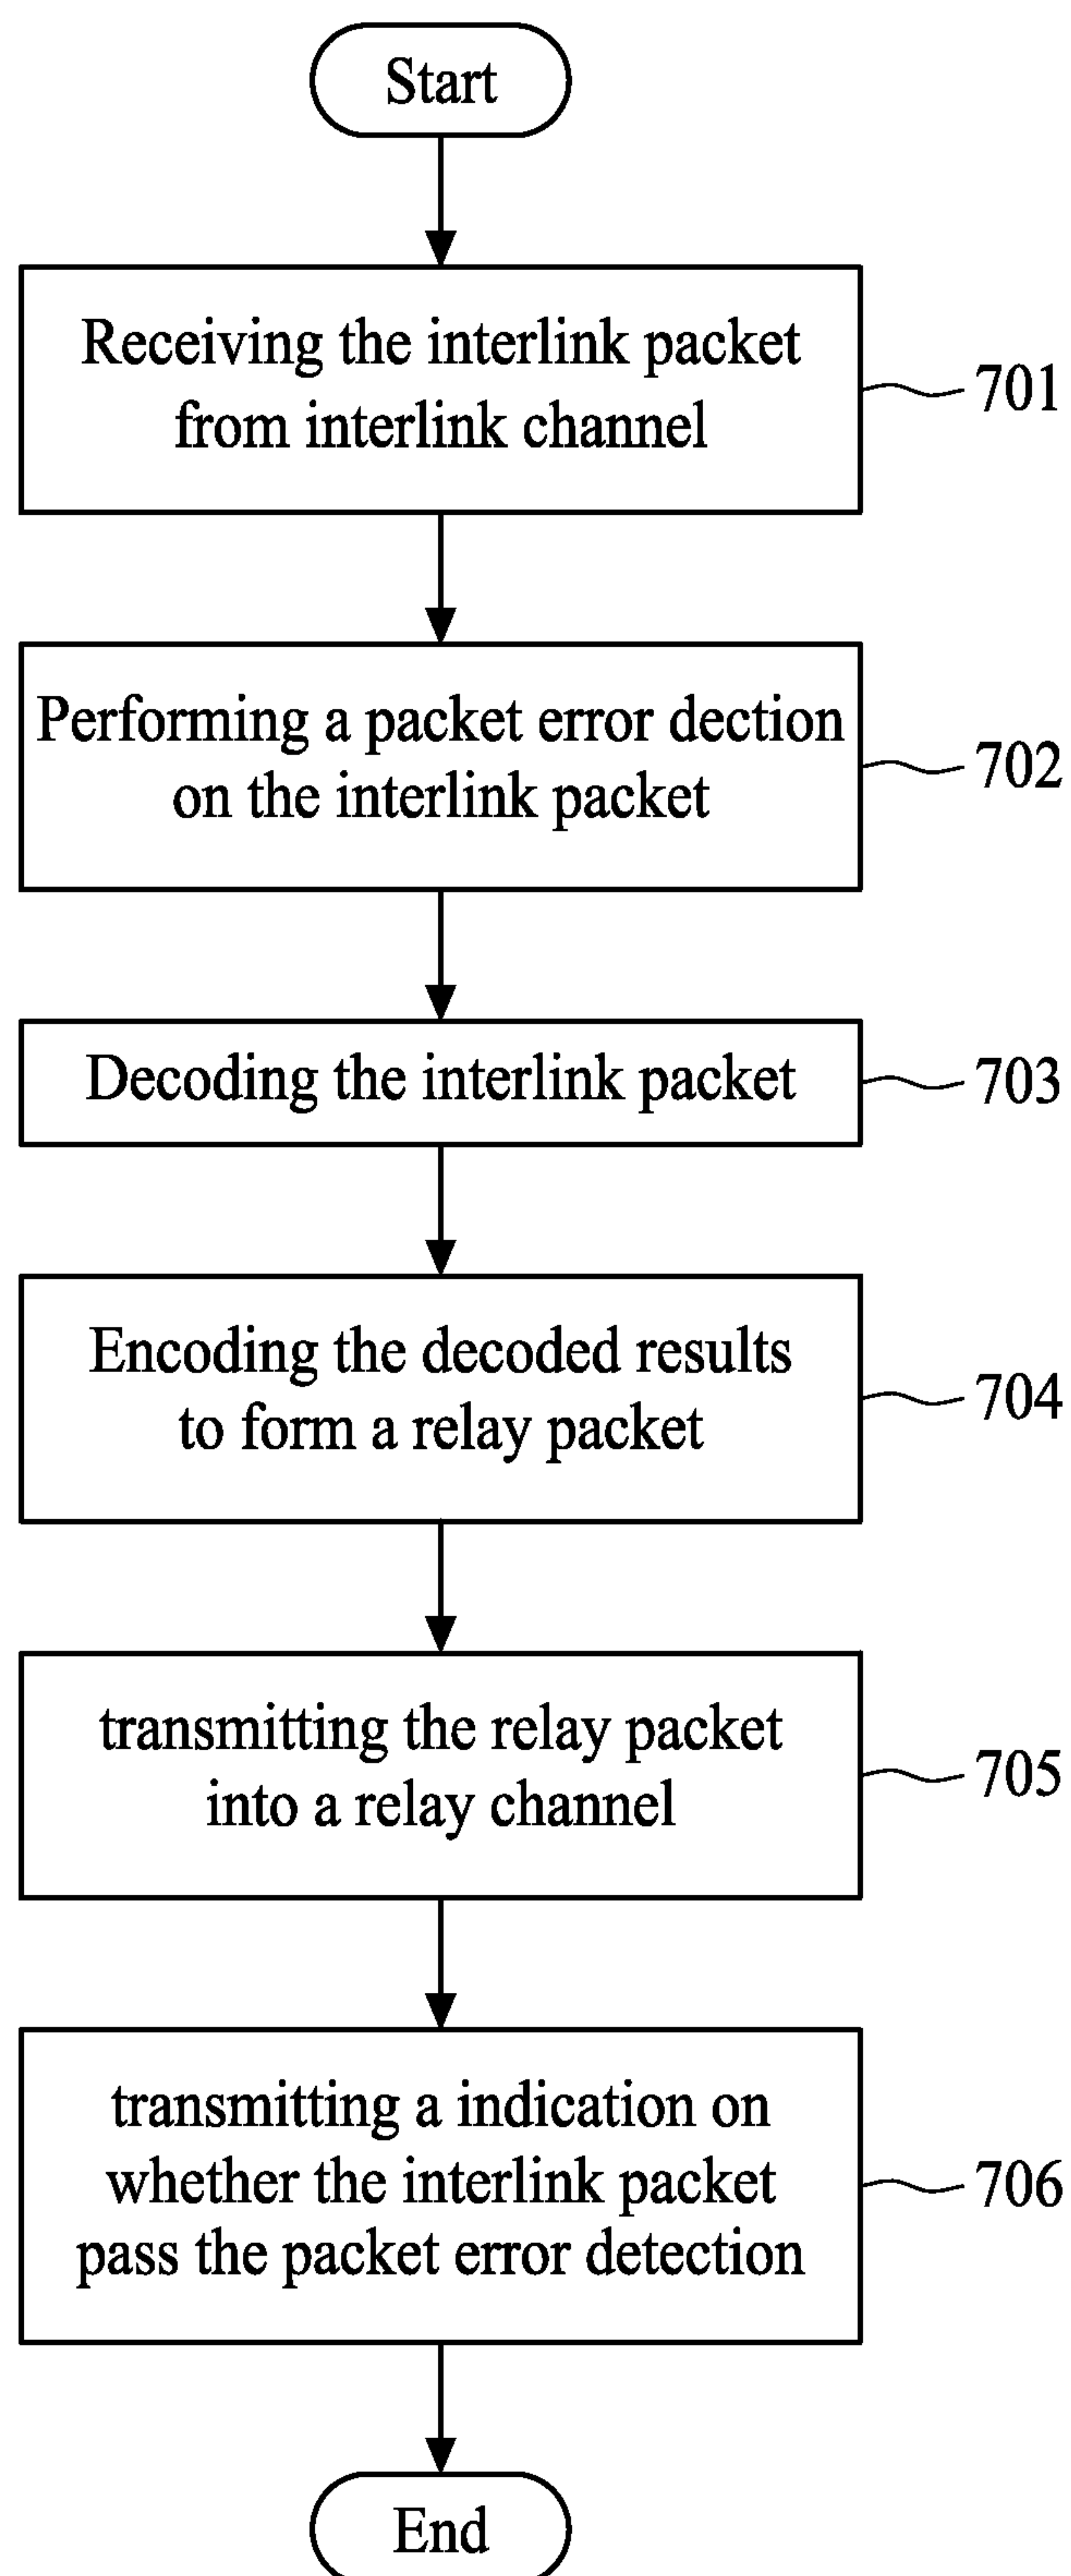 Start
Receiving the interlink packet
from interlink channel
701
Performing a packet error dection
on the interlink packet
702
Decoding the interlink packet
703
Encoding the decoded results
to form a relay packet
704
transmitting the relay packet
into a relay channel
705
transmitting a indication on
whether the interlink packet
pass the packet error detection
706
End